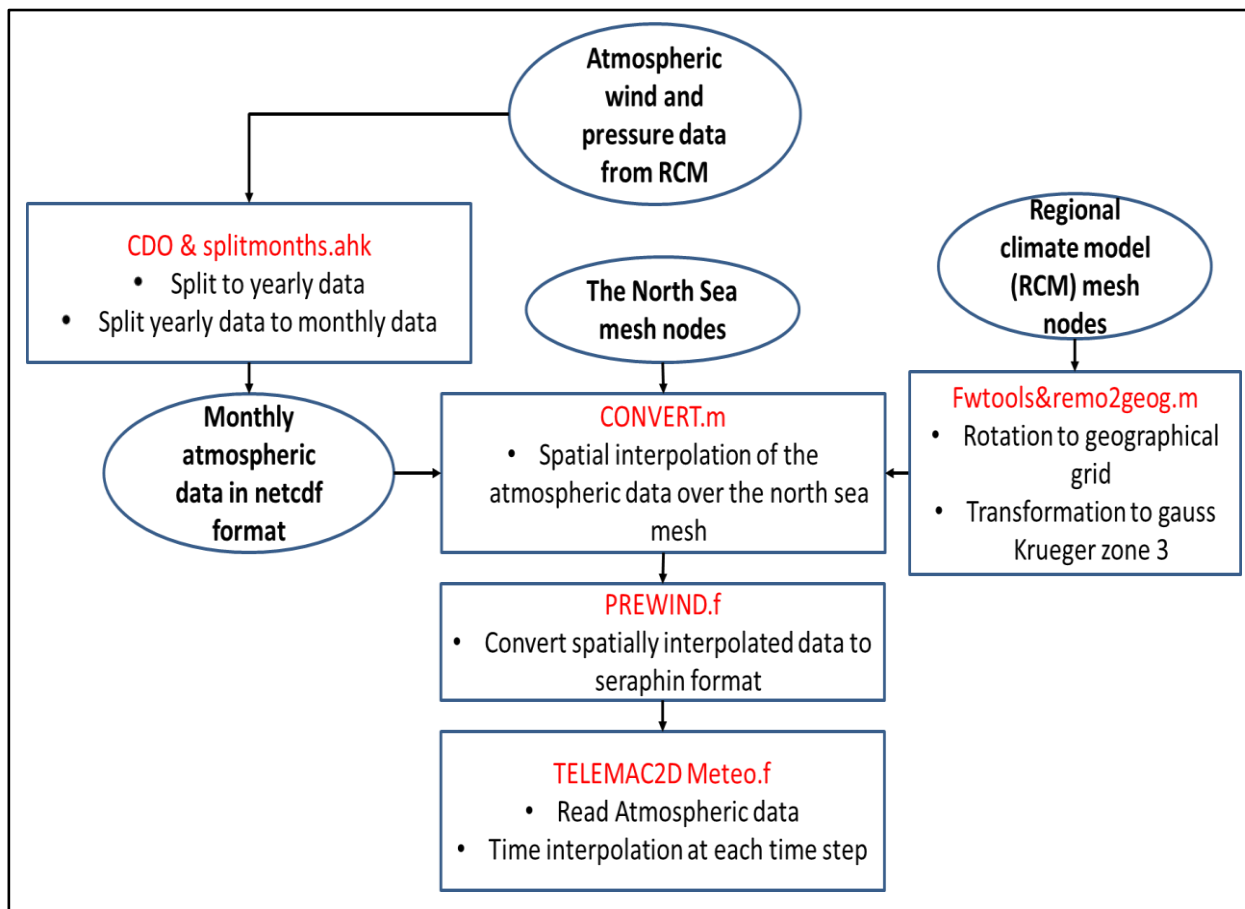 Atmospheric
wind and
pressure data
from RCM
CDO & splitmonths.ahk
• Split to yearly data
• Split yearly data to monthly data
The North Sea
mesh nodes
Regional
climate model
(RCM) mesh
nodes
Monthly
atmospheric
data in netcdf
format
CONVERT.m
• Spatial interpolation of the
atmospheric data over the north sea
mesh
Fwtools&remo2geog.m
• Rotation to geographical
grid
• Transformation to gauss
Krueger zone 3
PREWIND.f
• Convert spatially interpolated data to
seraphin format
TELEMAC2D Meteo.f
• Read Atmospheric data
• Time interpolation at each time step